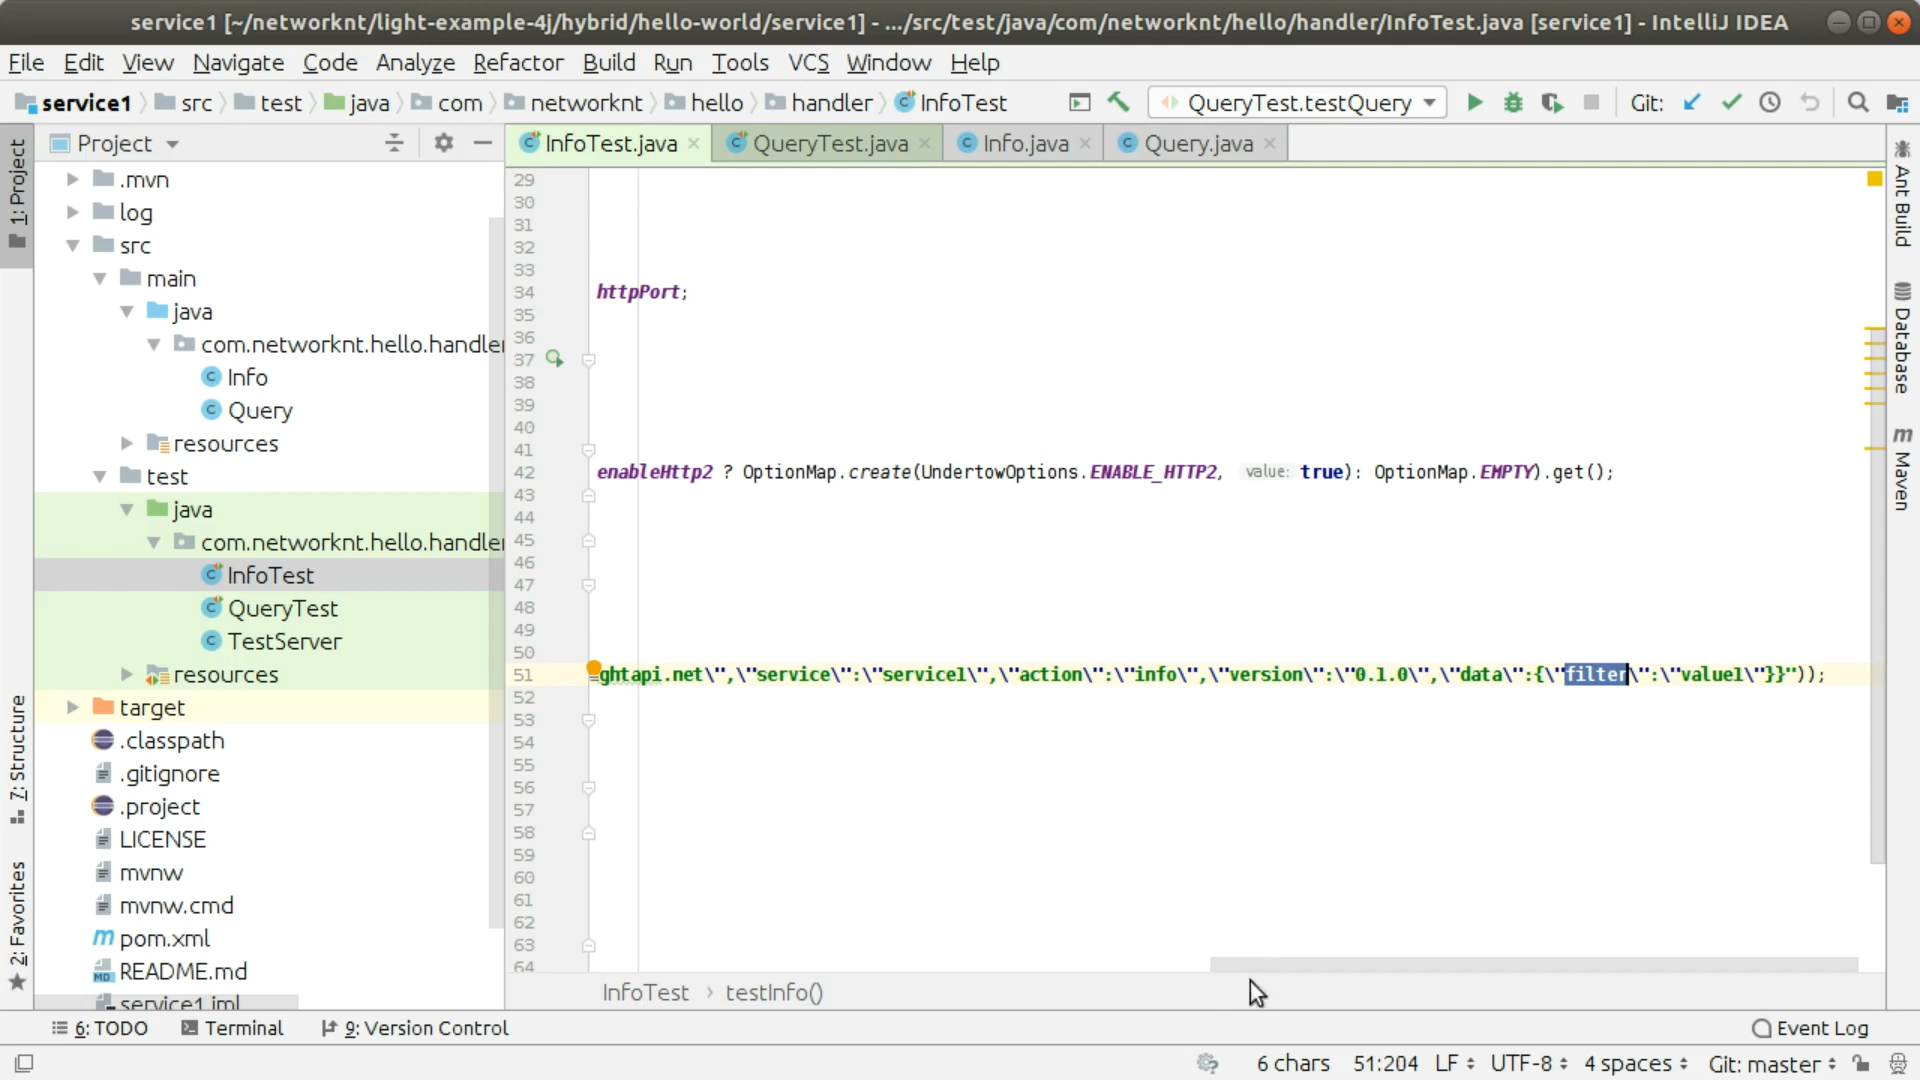 service1 [~/networknt/light-example-4j/hybrid/hello-world/service1] - .../src/test/java/com/networknt/hello/handler/InfoTest.java [service1] - IntelliJ IDEA
File Edit View Navigate Code Analyze Refactor Build Run Tools VCS Window Help
service1 src test java com networknt hello handler InfoTest QueryTest.testQuery Git:
Project
InfoTest.java QueryTest.java Info.java Query.java
1: Project
7: Structure
2: Favorites
.mvn
log
src
main
java
com.networknt.hello.handler
Info
Query
resources
test
java
com.networknt.hello.handler
InfoTest
QueryTest
TestServer
resources
target
.classpath
.gitignore
.project
LICENSE
mvnw
mvnw.cmd
pom.xml
README.md
service1.iml
29
30
31
32
33
34 httpPort;
35
36
37
38
39
40
41
42 enableHttp2 ? OptionMap.create(UndertowOptions.ENABLE_HTTP2, value: true): OptionMap.EMPTY).get();
43
44
45
46
47
48
49
50
51 ghtapi.net\",\"service\":\"service1\",\"action\":\"info\",\"version\":\"0.1.0\",\"data\":{\"filter\":\"value1\"}}"));
52
53
54
55
56
57
58
59
60
61
62
63
64
InfoTest › testInfo()
Ant Build
Database
Maven
6: TODO Terminal 9: Version Control Event Log
6 chars 51:204 LF UTF-8 4 spaces Git: master